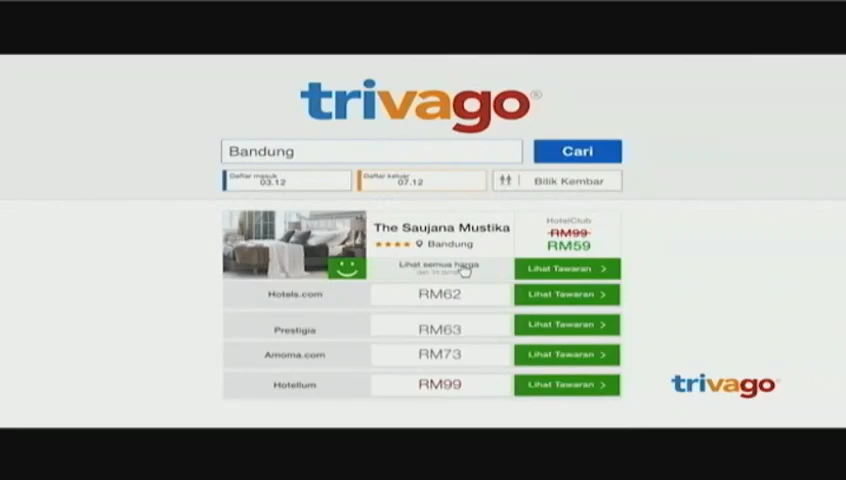 trivago®
Bandung
Cari
Daftar masuk
03.12
Daftar keluar
07.12
Bilik Kembar
The Saujana Mustika
Bandung
HotelClub
RM99
RM59
Lihat semua harga
Lihat Tawaran
Hotels.com
RM62
Lihat Tawaran
Prestigia
RM63
Lihat Tawaran
Amoma.com
RM73
Lihat Tawaran
Hotellum
RM99
Lihat Tawaran
trivago